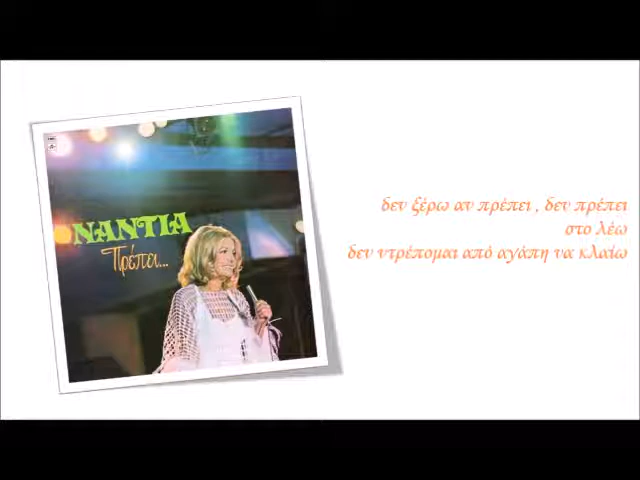 ΝΑΝΤΙΑ
Πρέπει...
δεν ξέρω αν πρέπει , δεν πρέπει
στο λέω
δεν ντρέπομαι από αγάπη να κλαίω